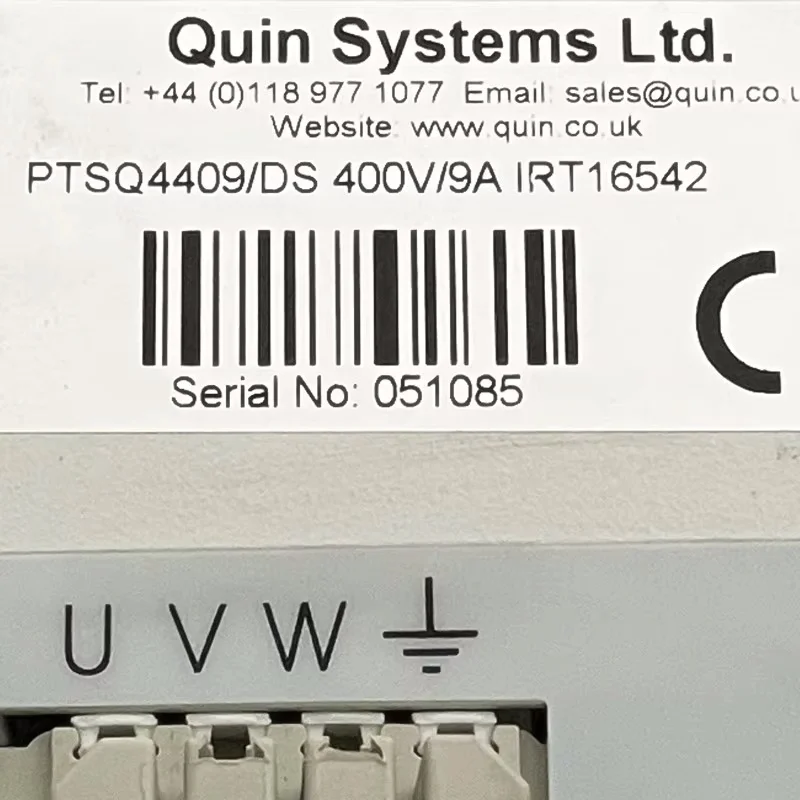 Quin Systems Ltd.
Tel: +44 (0)118 977 1077 Email: sales@quin.co.u
Website: www.quin.co.uk
PTSQ4409/DS 400V/9A IRT16542
Serial No: 051085
U V W